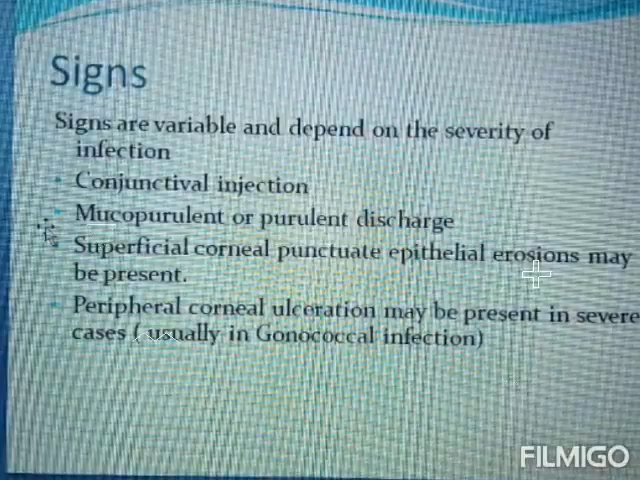 Signs
Signs are variable and depend on the severity of
infection
Conjunctival injection
Mucopurulent or purulent discharge
Superficial corneal punctuate epithelial erosions may
be present.
Peripheral corneal ulceration may be present in severe
cases ( usually in Gonococcal infection)
FILMIGO